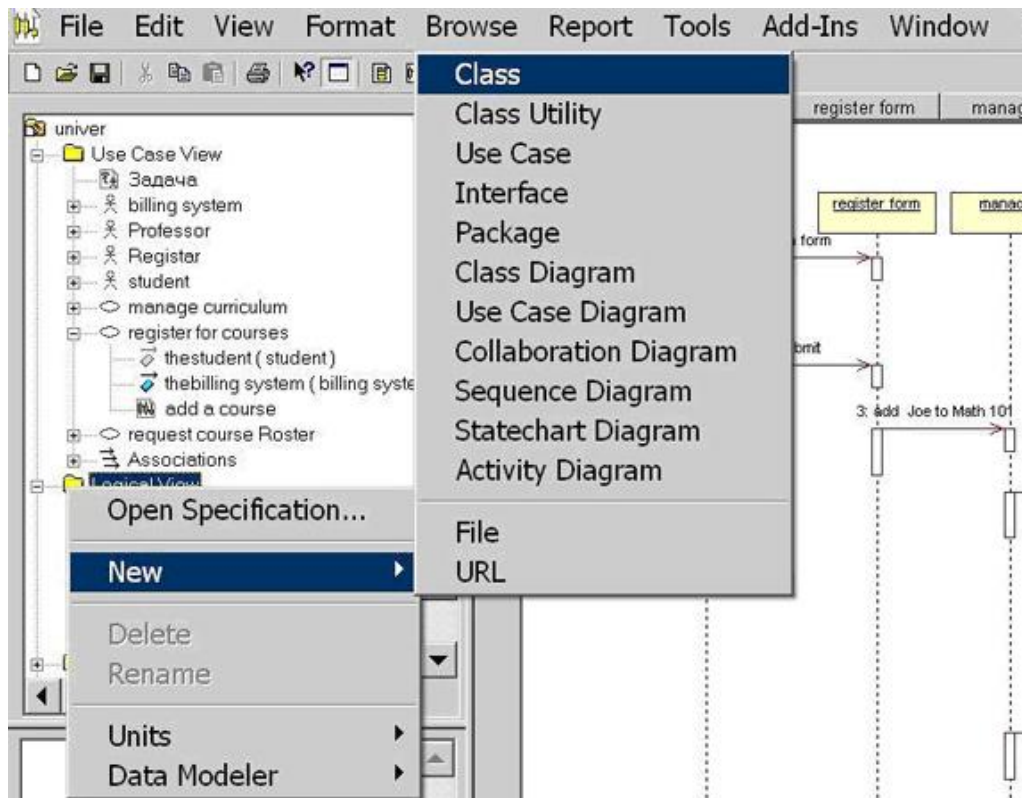 File Edit View Format Browse Report Tools Add-Ins Window
Class
Class Utility
Use Case
Interface
Package
Class Diagram
Use Case Diagram
Collaboration Diagram
Sequence Diagram
Statechart Diagram
Activity Diagram
File
URL
univer
Use Case View
Задача
billing system
Professor
Registar
student
manage curriculum
register for courses
thestudent ( student )
thebilling system ( billing syste
add a course
request course Roster
Associations
Logical View
Open Specification...
New
Delete
Rename
Units
Data Modeler
register form manag
register form manag
form
bmit
3: add Joe to Math 101